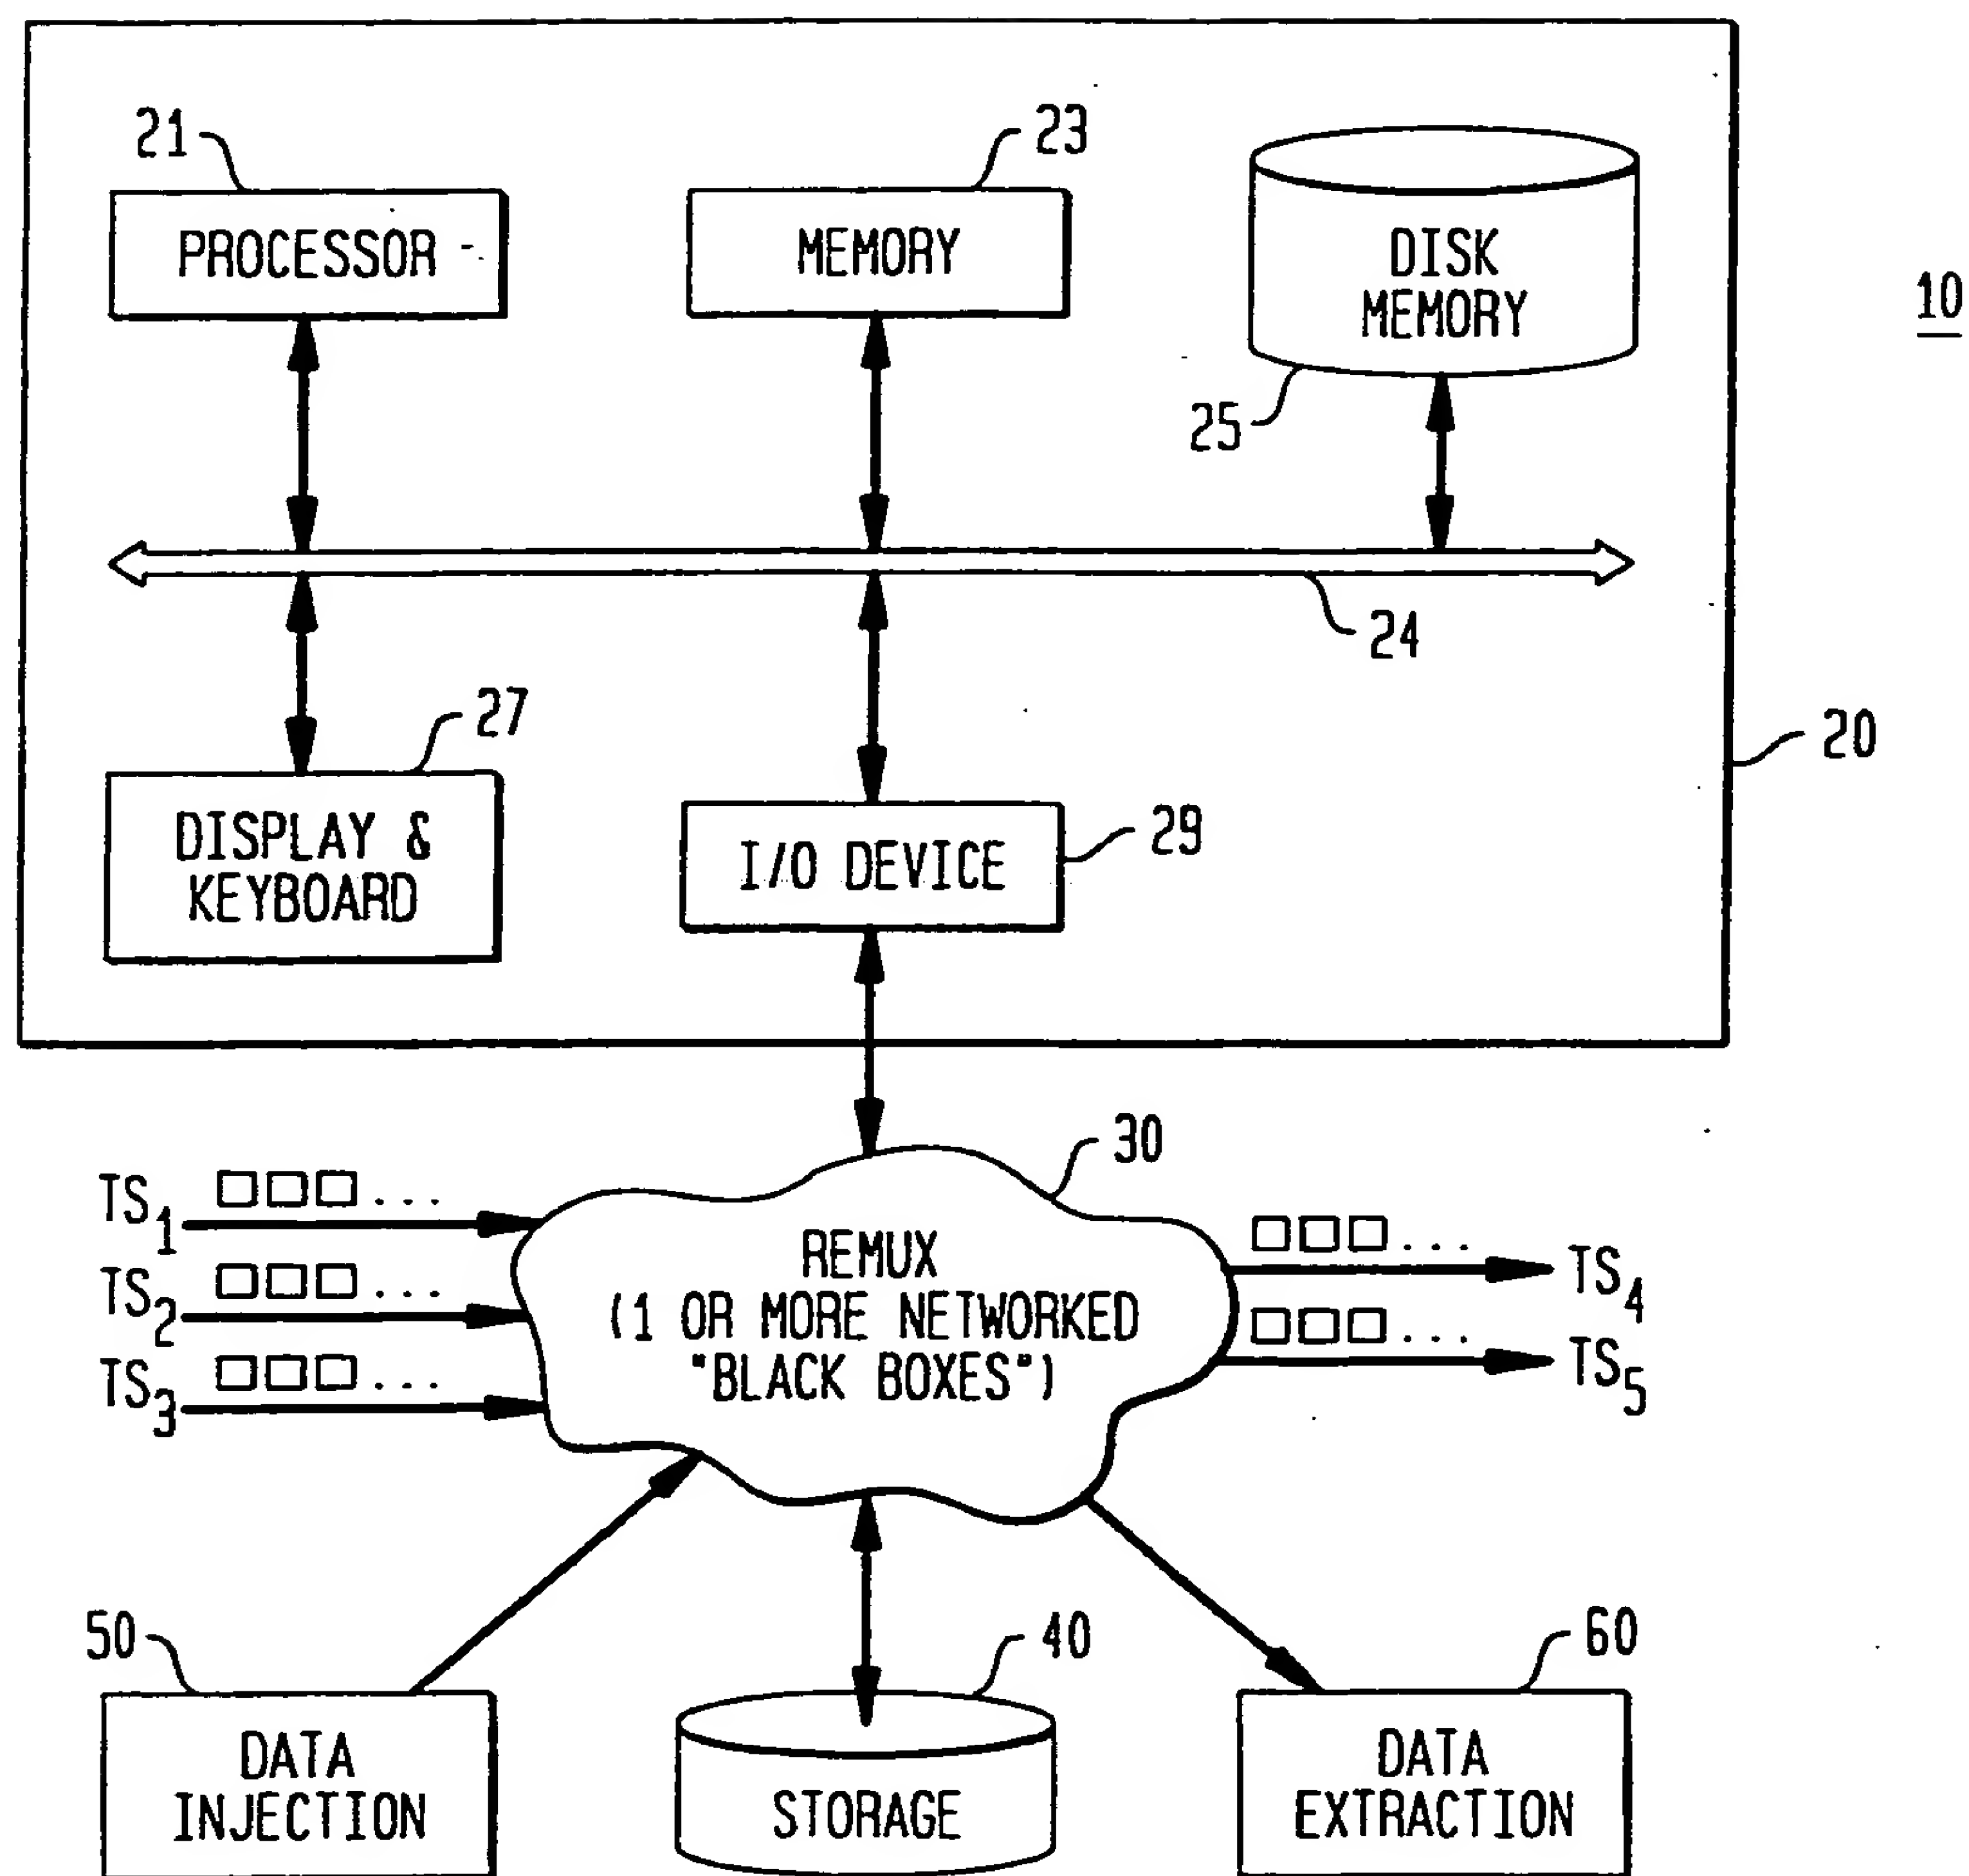 21
23
PROCESSOR
MEMORY
DISK
MEMORY
10
25
24
27
20
DISPLAY &
KEYBOARD
I/O DEVICE
29
30
TS1 ...
TS2 ...
TS3 ...
REMUX
(1 OR MORE NETWORKED
"BLACK BOXES")
... TS4
... TS5
50
40
60
DATA
INJECTION
STORAGE
DATA
EXTRACTION